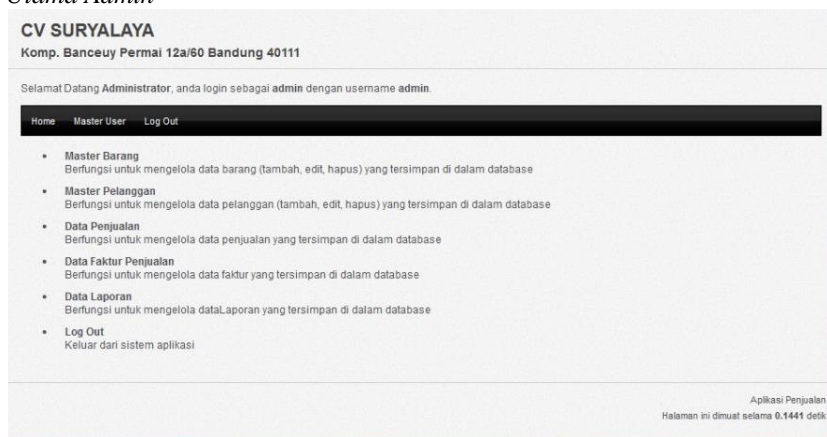 Utama Admin
CV SURYALAYA
Komp. Banceuy Permai 12a/60 Bandung 40111
Selamat Datang Administrator, anda login sebagai admin dengan username admin.
Home Master User Log Out
• Master Barang
Berfungsi untuk mengelola data barang (tambah, edit, hapus) yang tersimpan di dalam database
• Master Pelanggan
Berfungsi untuk mengelola data pelanggan (tambah, edit, hapus) yang tersimpan di dalam database
• Data Penjualan
Berfungsi untuk mengelola data penjualan yang tersimpan di dalam database
• Data Faktur Penjualan
Berfungsi untuk mengelola data faktur yang tersimpan di dalam database
• Data Laporan
Berfungsi untuk mengelola dataLaporan yang tersimpan di dalam database
• Log Out
Keluar dari sistem aplikasi
Aplikasi Penjualan
Halaman ini dimuat selama 0.1441 detik